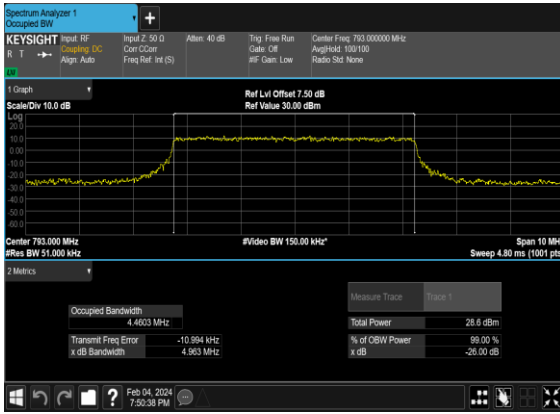 Spectrum Analyzer 1
Occupied BW
+
KEYSIGHT
R T
LXI
Input: RF
Coupling: DC
Align: Auto
Input Z: 50 Ω
Corr CCorr
Freq Ref: Int (S)
Atten: 40 dB
Trig: Free Run
Gate: Off
#IF Gain: Low
Center Freq: 793.000000 MHz
Avg|Hold: 100/100
Radio Std: None
1 Graph
Scale/Div 10.0 dB
Ref Lvl Offset 7.50 dB
Ref Value 30.00 dBm
Log
20.0
10.0
0.00
-10.0
-20.0
-30.0
-40.0
-50.0
-60.0
Center 793.000 MHz
#Res BW 51.000 kHz
#Video BW 150.00 kHz*
Span 10 MH
Sweep 4.80 ms (1001 pts
2 Metrics
Measure Trace
Trace 1
Occupied Bandwidth
4.4603 MHz
Total Power
28.6 dBm
Transmit Freq Error
-10.994 kHz
% of OBW Power
99.00 %
x dB Bandwidth
4.963 MHz
x dB
-26.00 dB
?
Feb 04, 2024
7:50:38 PM